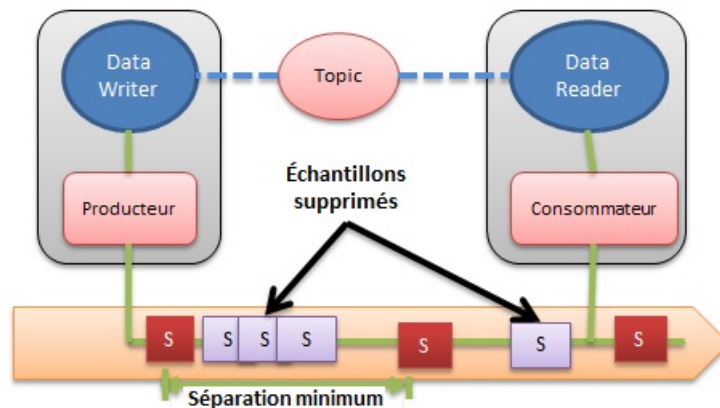 Data
Writer
Topic
Data
Reader
Échantillons
supprimés
Producteur
Consommateur
S
S
S
S
S
S
S
Séparation minimum